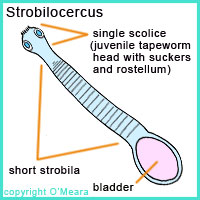 Strobilocercus
single scolice
(juvenile tapeworm
head with suckers
and rostellum)
short strobila
bladder
copyright O'Meara